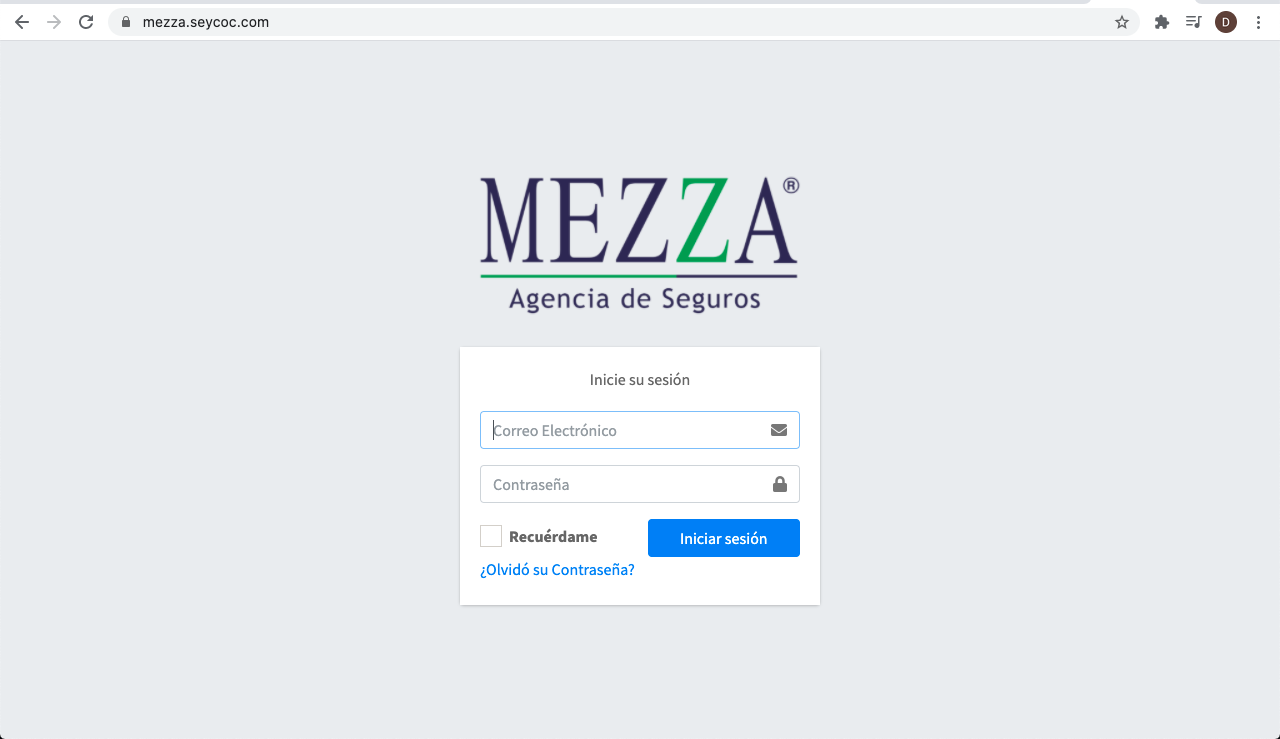 mezza.seycoc.com
D
MEZZA®
Agencia de Seguros
Inicie su sesión
Correo Electrónico
Contraseña
Recuérdame
Iniciar sesión
¿Olvidó su Contraseña?